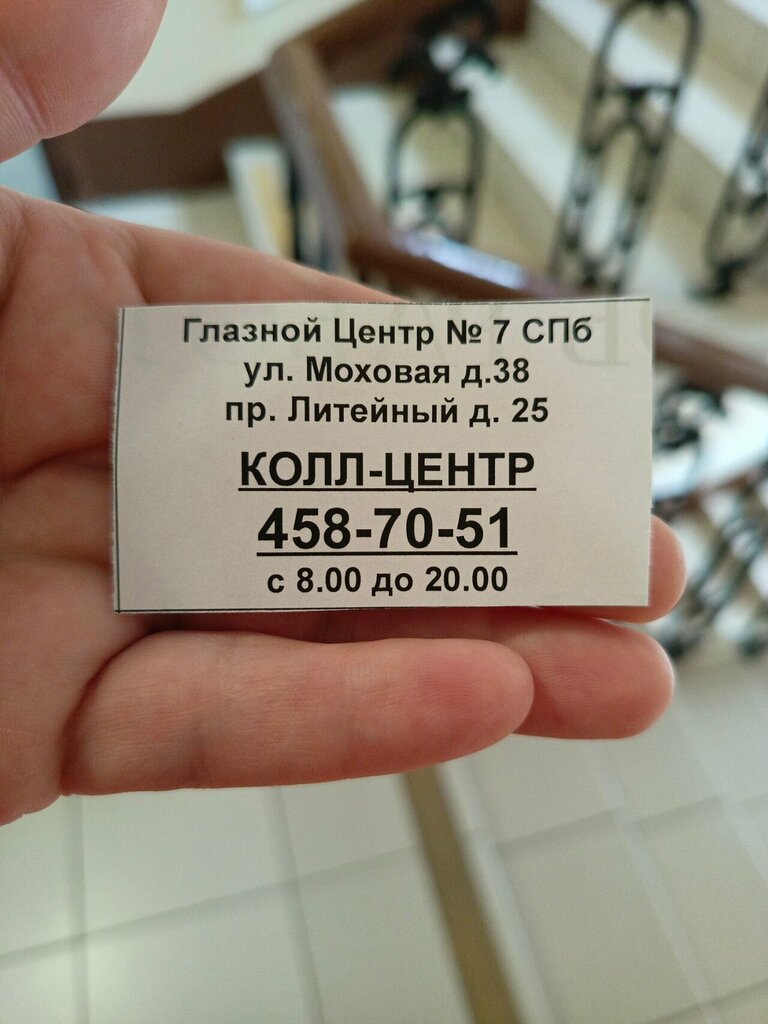 Глазной Центр № 7 СПб
ул. Моховая д.38
пр. Литейный д. 25
КОЛЛ-ЦЕНТР
458-70-51
с 8.00 до 20.00